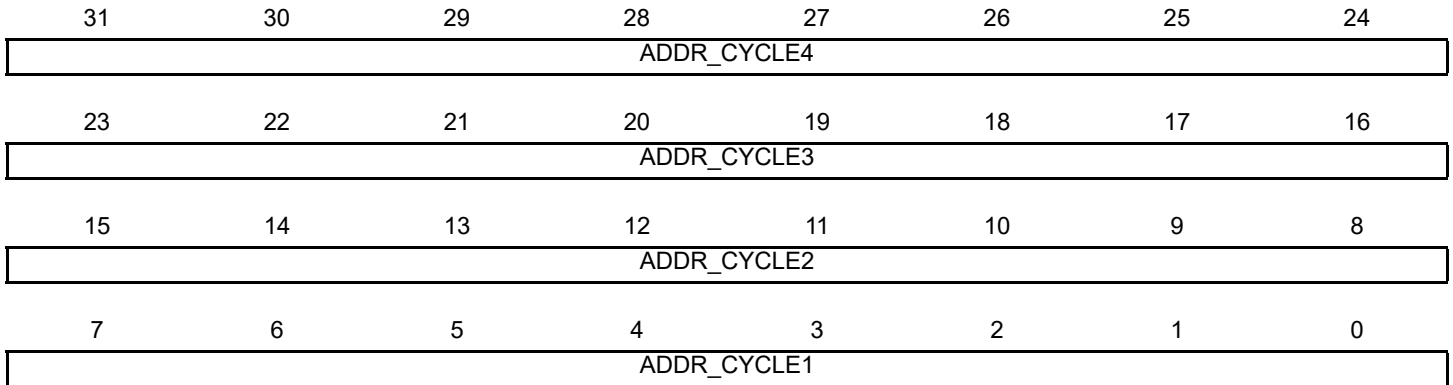 31 30 29 28 27 26 25 24
ADDR_CYCLE4
23 22 21 20 19 18 17 16
ADDR_CYCLE3
15 14 13 12 11 10 9 8
ADDR_CYCLE2
7 6 5 4 3 2 1 0
ADDR_CYCLE1